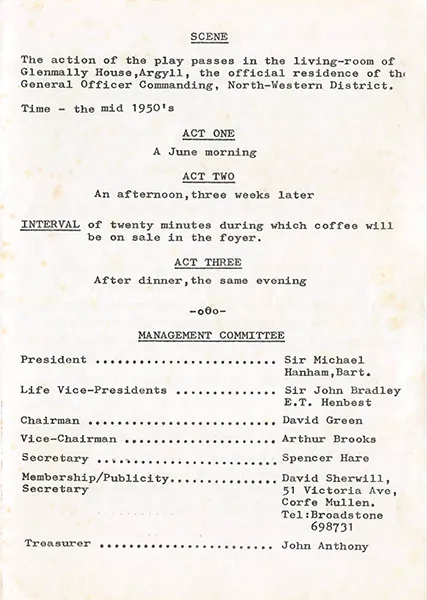 SCENE
The action of the play passes in the living-room of
Glenmally House,Argyll, the official residence of the
General Officer Commanding, North-Western District.
Time - the mid 1950's
ACT ONE
A June morning
ACT TWO
An afternoon,three weeks later
INTERVAL of twenty minutes during which coffee will
be on sale in the foyer.
ACT THREE
After dinner,the same evening
-o0o-
MANAGEMENT COMMITTEE
President ........................ Sir Michael
Hanham,Bart.
Life Vice-Presidents ............. Sir John Bradley
E.T. Henbest
Chairman ......................... David Green
Vice-Chairman .................... Arthur Brooks
Secretary ........................ Spencer Hare
Membership/Publicity.............. David Sherwill,
Secretary 51 Victoria Ave,
Corfe Mullen.
Tel:Broadstone
698731
Treasurer ....................... John Anthony